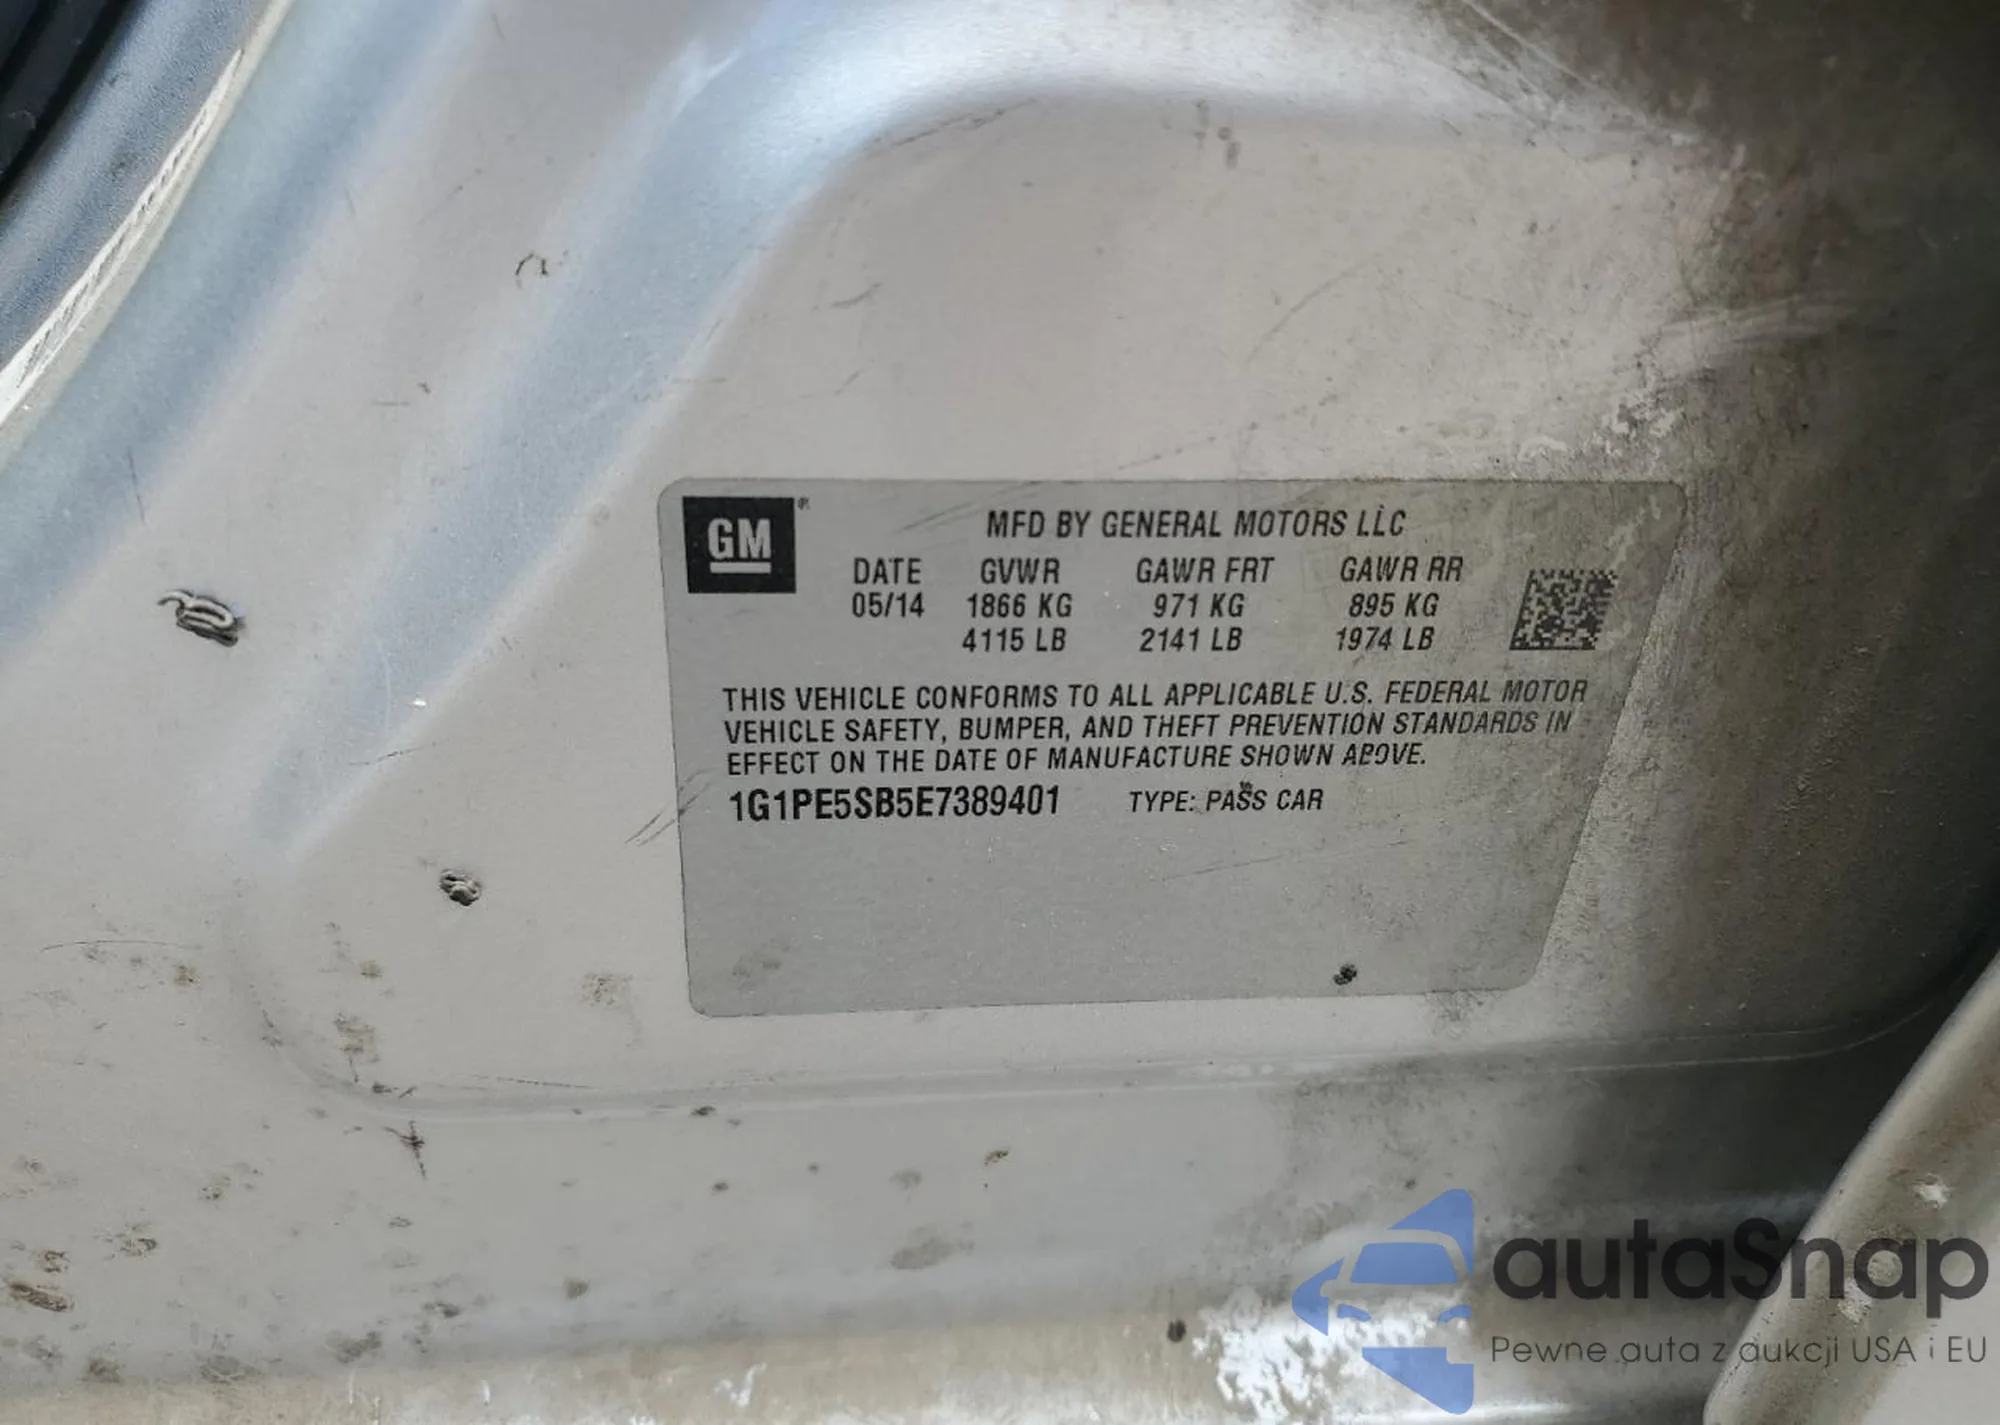 GM ®
MFD BY GENERAL MOTORS LLC
DATE GVWR GAWR FRT GAWR RR
05/14 1866 KG 971 KG 895 KG
4115 LB 2141 LB 1974 LB
THIS VEHICLE CONFORMS TO ALL APPLICABLE U.S. FEDERAL MOTOR
VEHICLE SAFETY, BUMPER, AND THEFT PREVENTION STANDARDS IN
EFFECT ON THE DATE OF MANUFACTURE SHOWN ABOVE.
1G1PE5SB5E7389401 TYPE: PASS CAR
autaSnap
Pewne auta z aukcji USA i EU